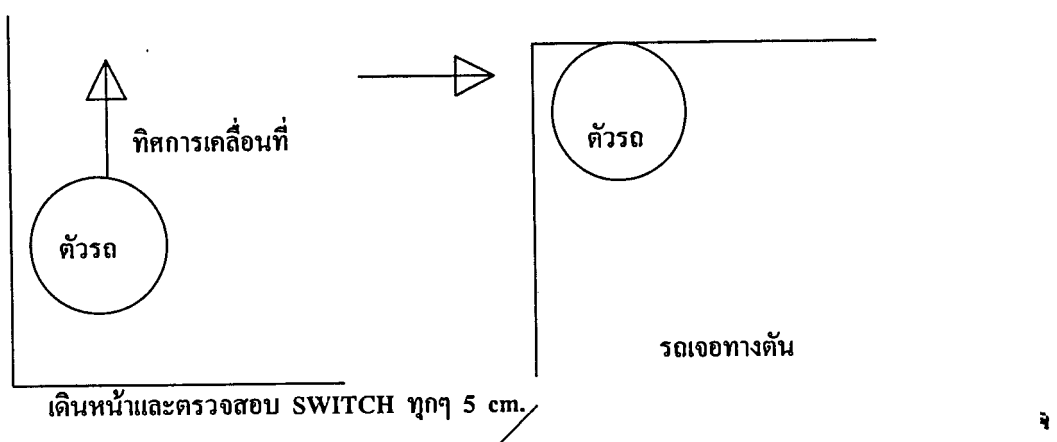 ทิศการเคลื่อนที่
ตัวรถ
ตัวรถ
รถเจอทางตัน
เดินหน้าและตรวจสอบ SWITCH ทุกๆ 5 cm.